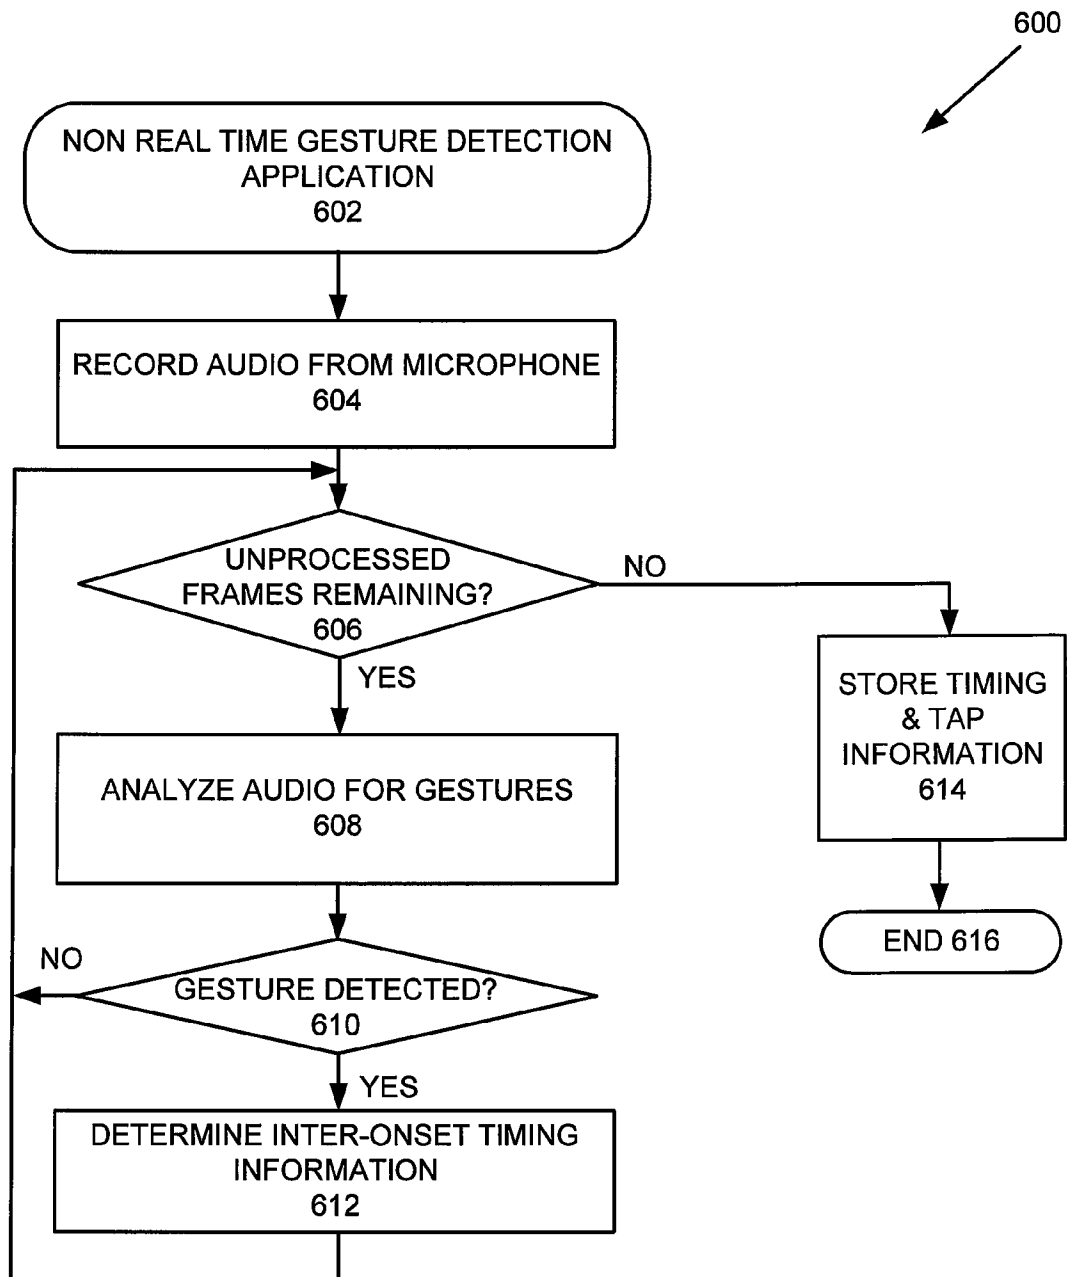 600
NON REAL TIME GESTURE DETECTION
APPLICATION
602
RECORD AUDIO FROM MICROPHONE
604
UNPROCESSED
FRAMES REMAINING?
606
NO
YES
STORE TIMING
& TAP
INFORMATION
614
ANALYZE AUDIO FOR GESTURES
608
END 616
NO
GESTURE DETECTED?
610
YES
DETERMINE INTER-ONSET TIMING
INFORMATION
612